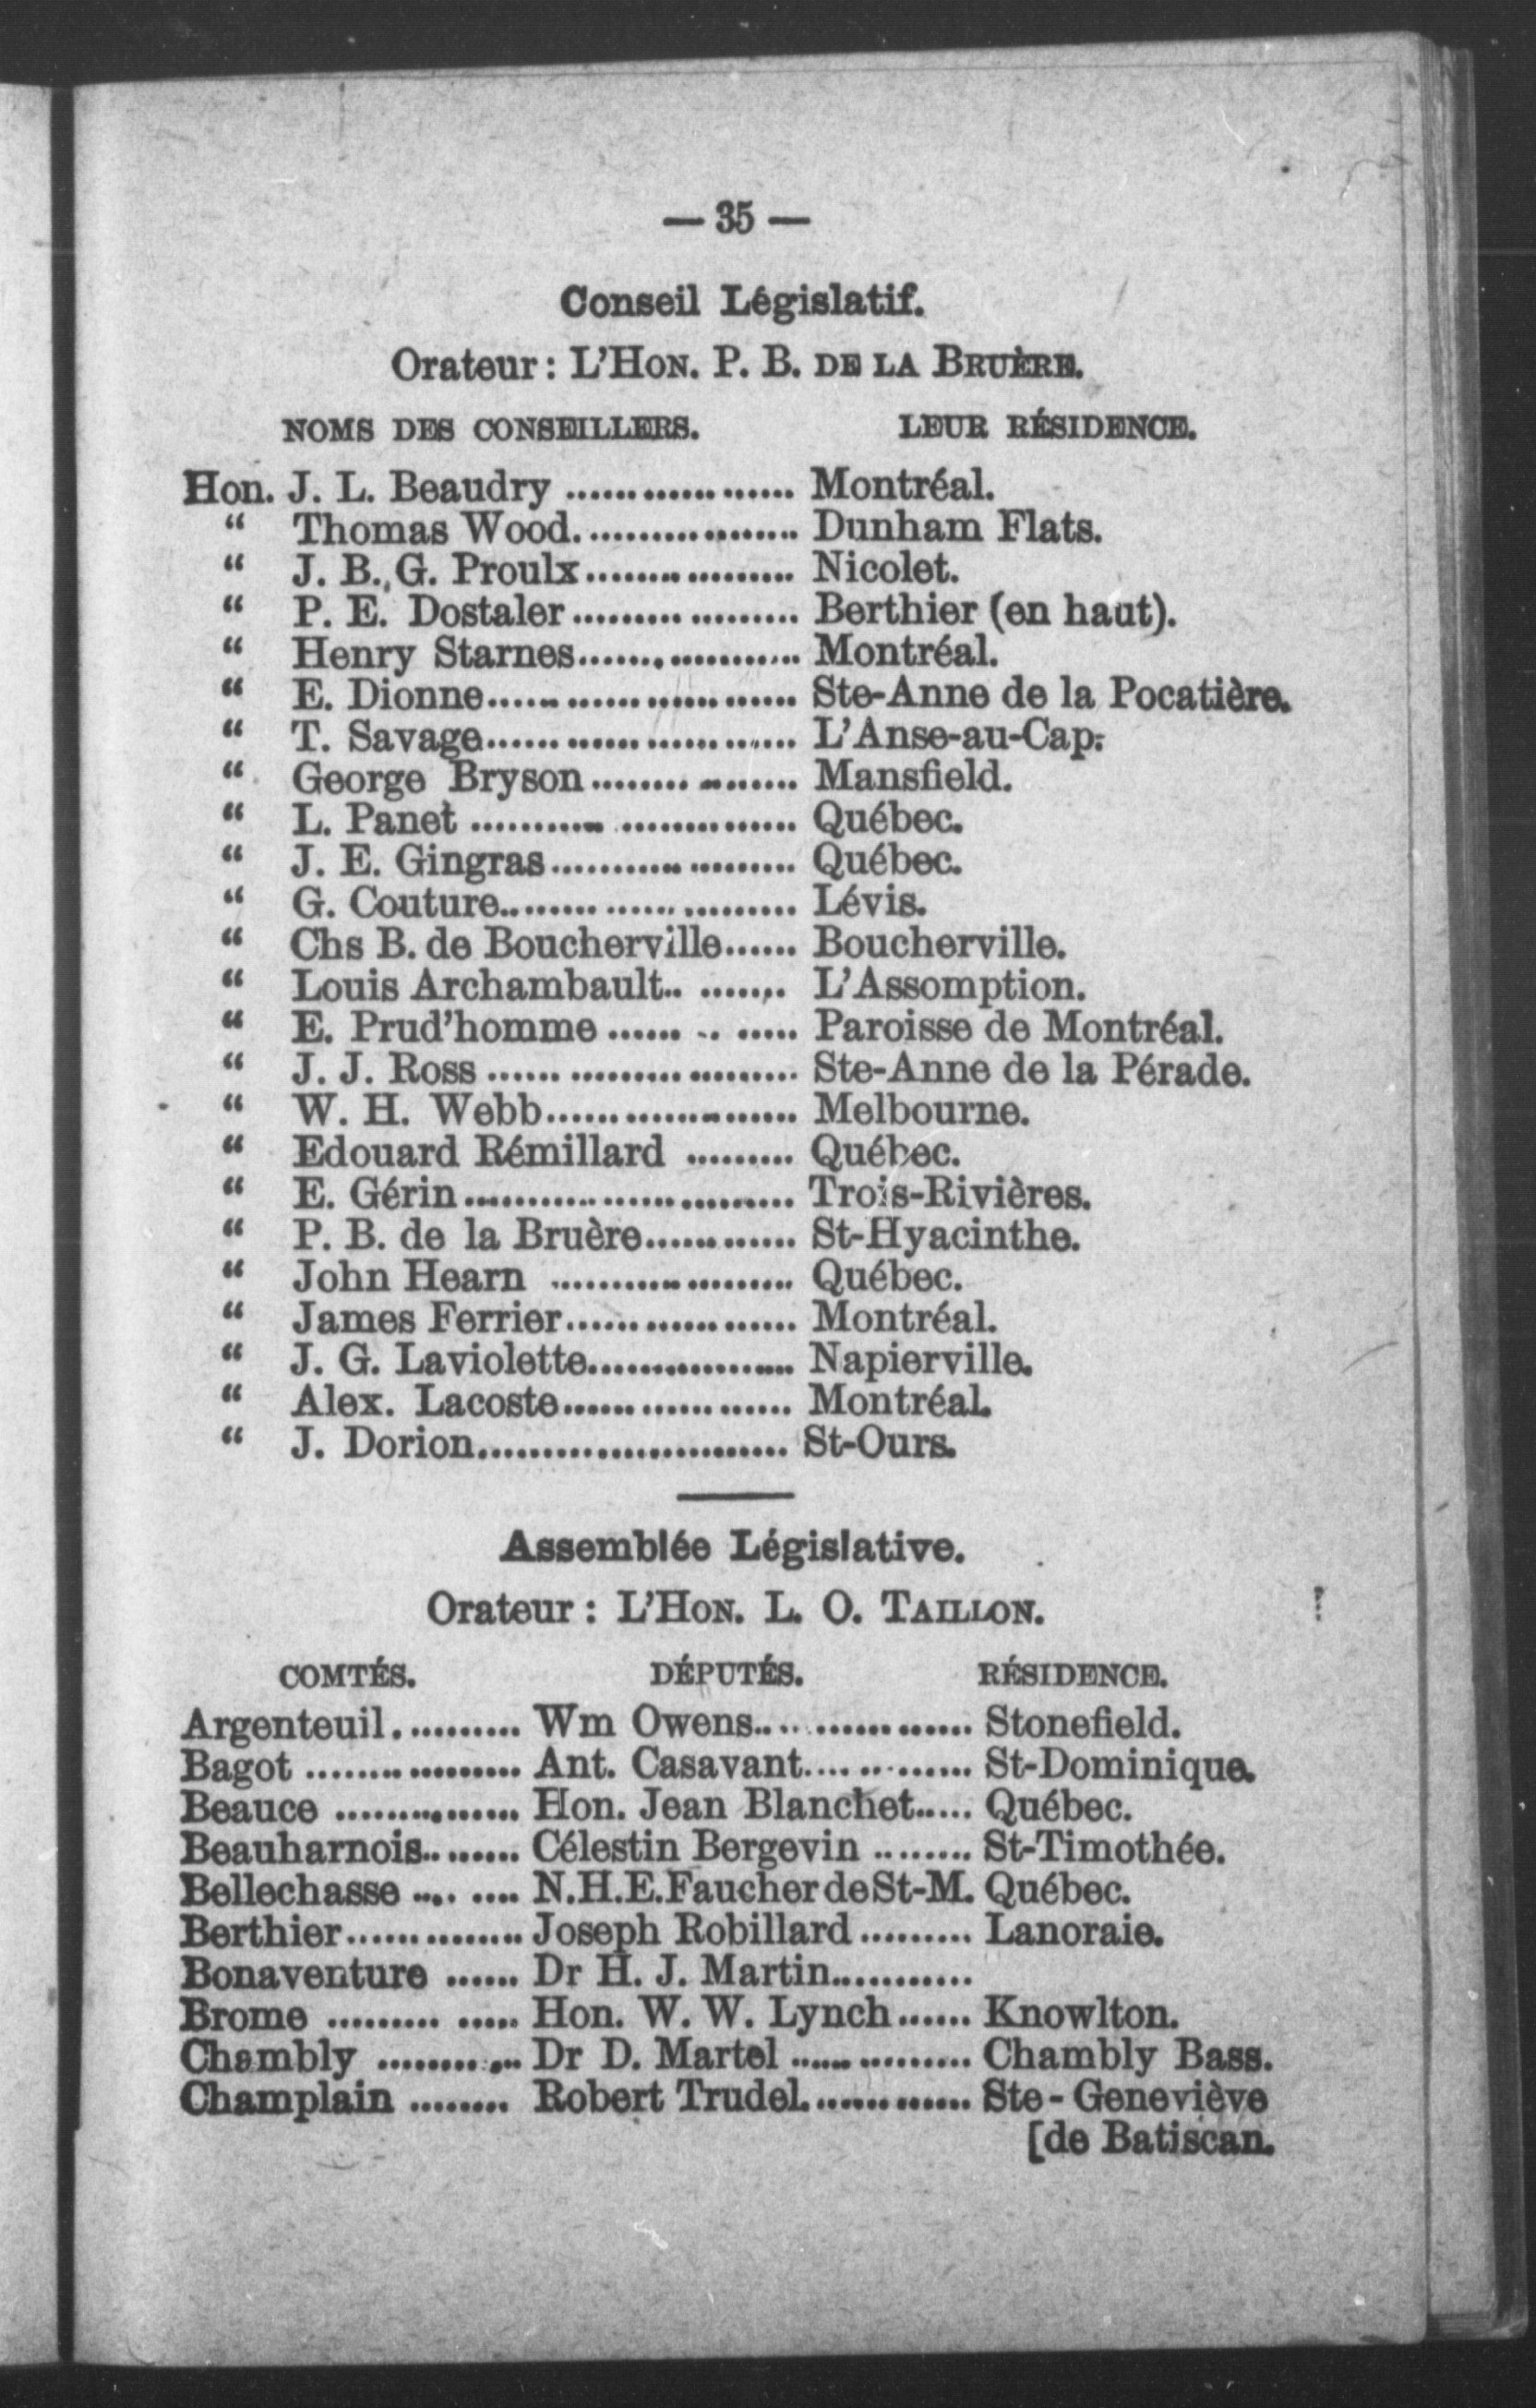 — 35 —
Conseil Législatif.
Orateur : L'HON. P. B. DE LA BRUÈRE.
NOMS DES CONSEILLERS. LEUR RÉSIDENCE.
Hon. J. L. Beaudry .................. Montréal.
" Thomas Wood. ................. Dunham Flats.
" J. B. G. Proulx ................. Nicolet.
" P. E. Dostaler .................. Berthier (en haut).
" Henry Starnes .................. Montréal.
" E. Dionne ........................ Ste-Anne de la Pocatière.
" T. Savage ........................ L'Anse-au-Cap.
" George Bryson ................. Mansfield.
" L. Panet .......................... Québec.
" J. E. Gingras .................... Québec.
" G. Couture ........................ Lévis.
" Chs B. de Boucherville ...... Boucherville.
" Louis Archambault .. ....... L'Assomption.
" E. Prud'homme ...... .. ..... Paroisse de Montréal.
" J. J. Ross ........................ Ste-Anne de la Pérade.
" W. H. Webb .................... Melbourne.
" Edouard Rémillard ......... Québec.
" E. Gérin .......................... Trois-Rivières.
" P. B. de la Bruère ............ St-Hyacinthe.
" John Hearn ................... Québec.
" James Ferrier .................. Montréal.
" J. G. Laviolette ................. Napierville.
" Alex. Lacoste .................. Montréal.
" J. Dorion ......................... St-Ours.
Assemblée Législative.
Orateur : L'HON. L. O. TAILLON.
COMTÉS. DÉPUTÉS. RÉSIDENCE.
Argenteuil. ......... Wm Owens ................ Stonefield.
Bagot ................. Ant. Casavant ............. St-Dominique.
Beauce ............... Hon. Jean Blanchet ..... Québec.
Beauharnois ........ Célestin Bergevin ........ St-Timothée.
Bellechasse .... .... N.H.E. Faucher de St-M. Québec.
Berthier .............. Joseph Robillard ......... Lanoraie.
Bonaventure ...... Dr H. J. Martin ...........
Brome ......... ..... Hon. W. W. Lynch ...... Knowlton.
Chambly ............ Dr D. Martel ............... Chambly Bass.
Champlain ........ Robert Trudel ............. Ste-Geneviève
[de Batiscan.